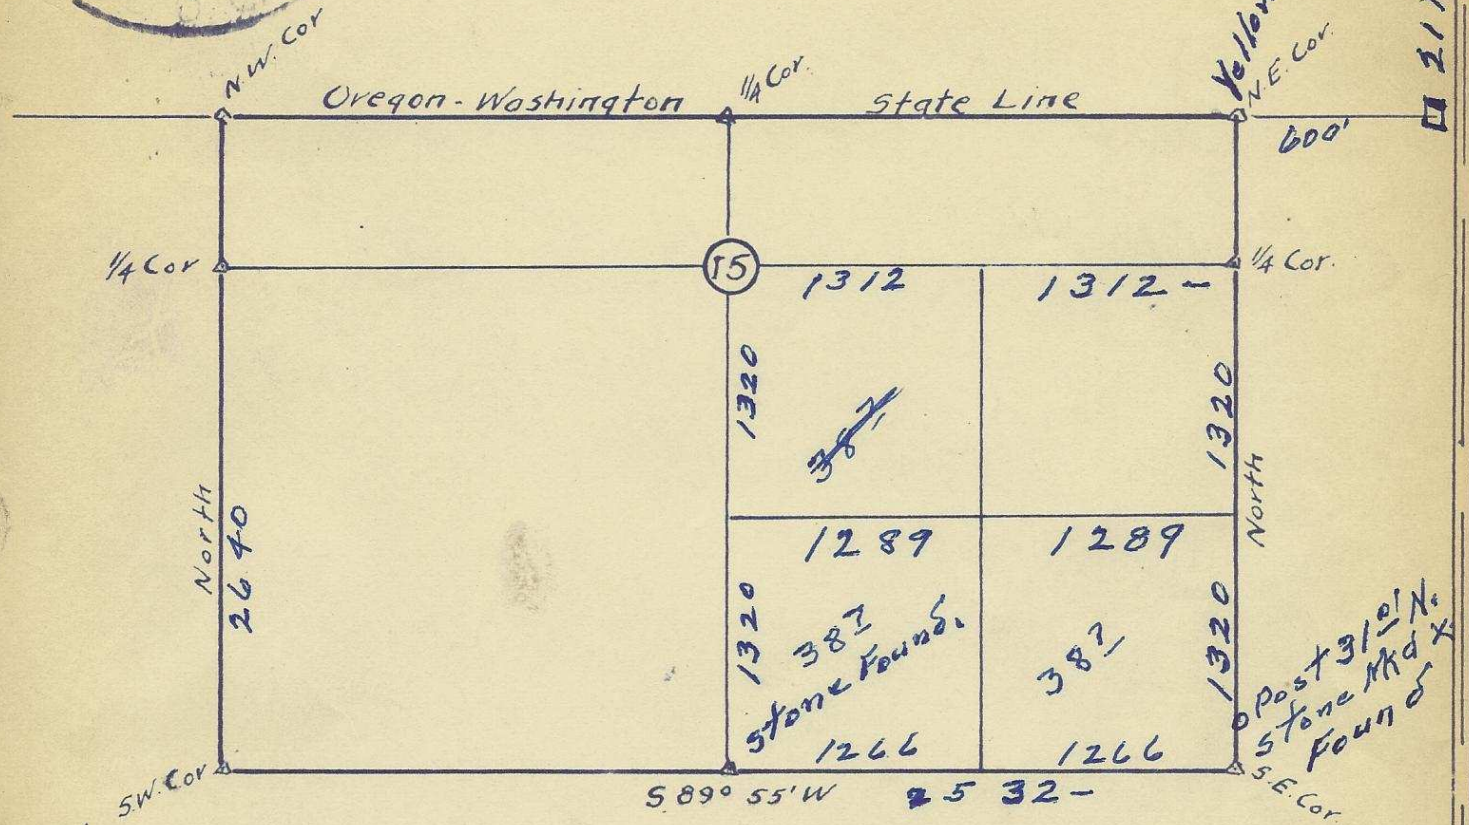 N.W. Cor
Oregon - Washington
1/4 Cor.
State Line
Yellow
N.E. Cor.
600'
1/4 Cor
15
1312
1312 -
1/4 Cor.
1320
1320
North
North
2640
1289
1289
1320
1320
Stone Found.
Post 31.0' N.
Stone Mkd X
Found
1266
1266
S.W. Cor
S 89° 55' W
2532 -
S.E. Cor.